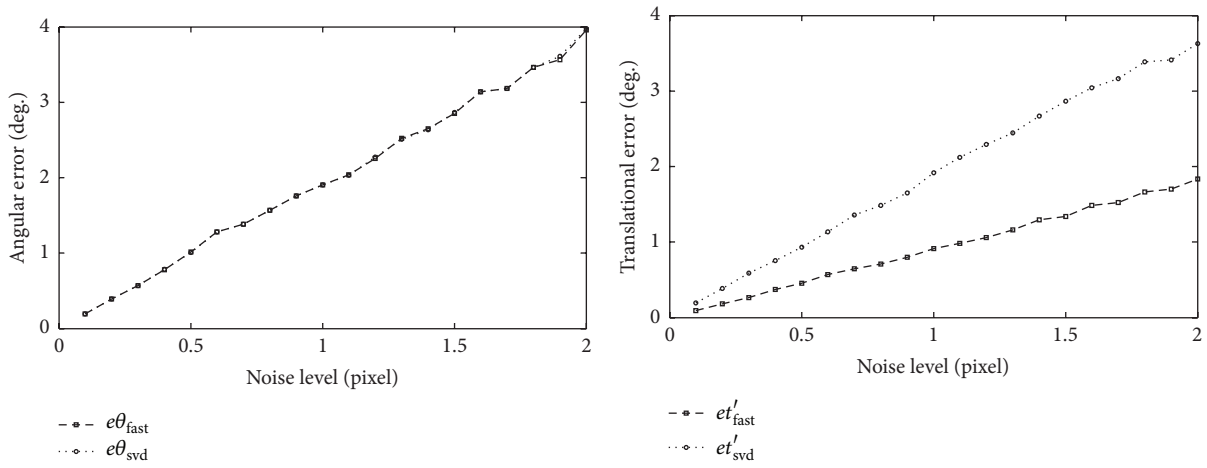 4
3
2
1
0
Angular error (deg.)
0 0.5 1 1.5 2
Noise level (pixel)
eθfast
eθsvd
4
3
2
1
0
Translational error (deg.)
0 0.5 1 1.5 2
Noise level (pixel)
et′fast
et′svd